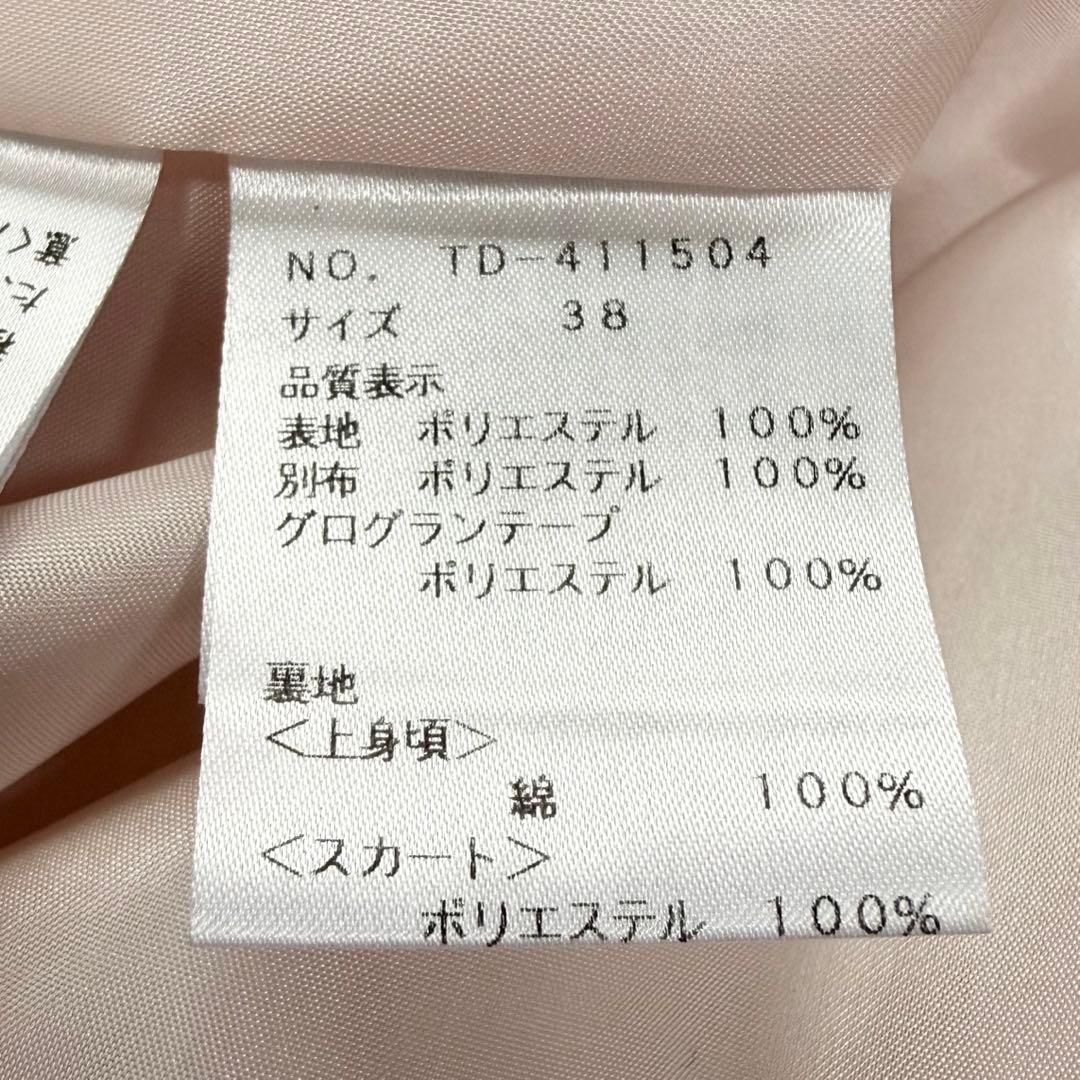 NO. TD-411504
サイズ 38
品質表示
表地 ポリエステル 100%
別布 ポリエステル 100%
グログランテープ
ポリエステル 100%
裏地
<上身頃>
綿 100%
<スカート>
ポリエステル 100%